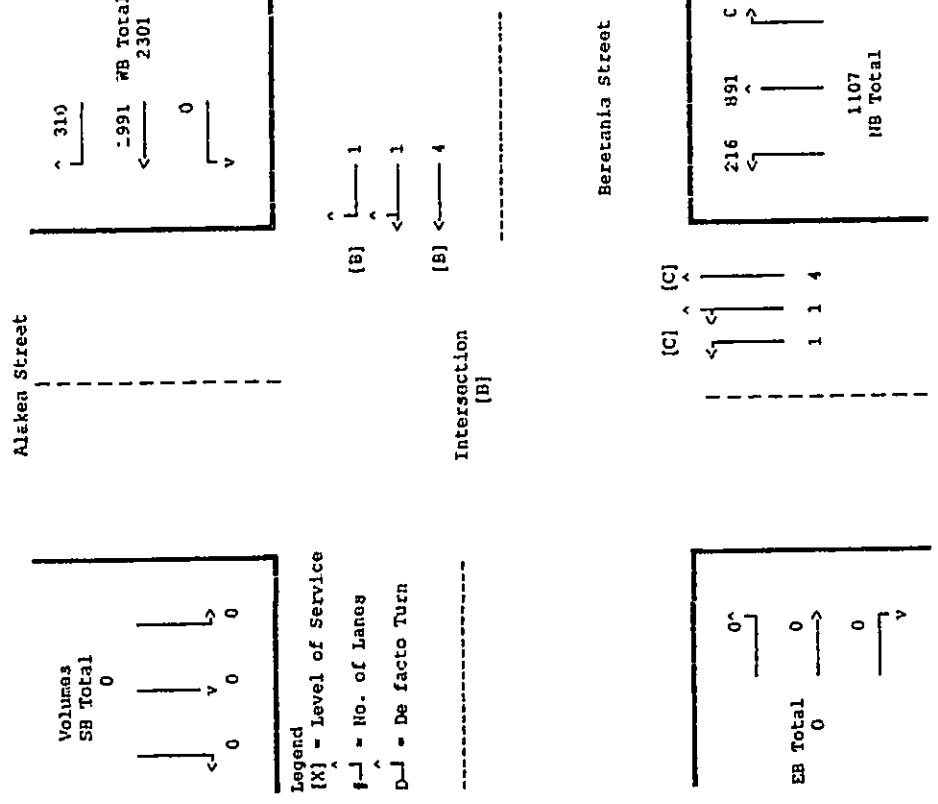 Alakea Street
Volumes
SB Total
0
0 0 0
310
1991 WB Total
2301
0
Legend
[X] = Level of Service
# = No. of Lanes
D = De facto Turn
[B] 1
1
[B] 4
Intersection
[B]
Beretania Street
EB Total
0
0
0
0
[C] [C]
1 1 4
216 891
1107
NB Total